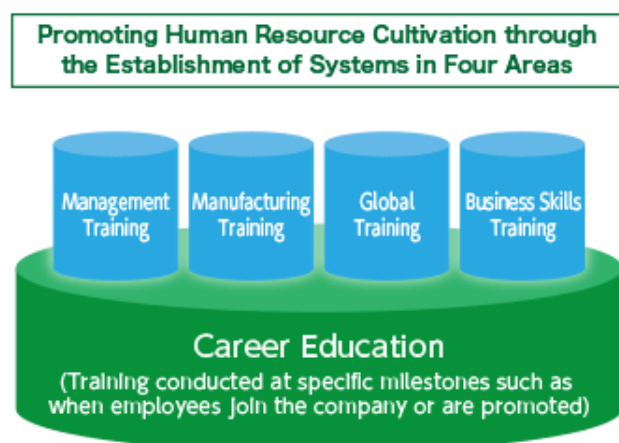 Promoting Human Resource Cultivation through
the Establishment of Systems in Four Areas
Management
Training
Manufacturing
Training
Global
Training
Business Skills
Training
Career Education
(Training conducted at specific milestones such as
when employees join the company or are promoted)